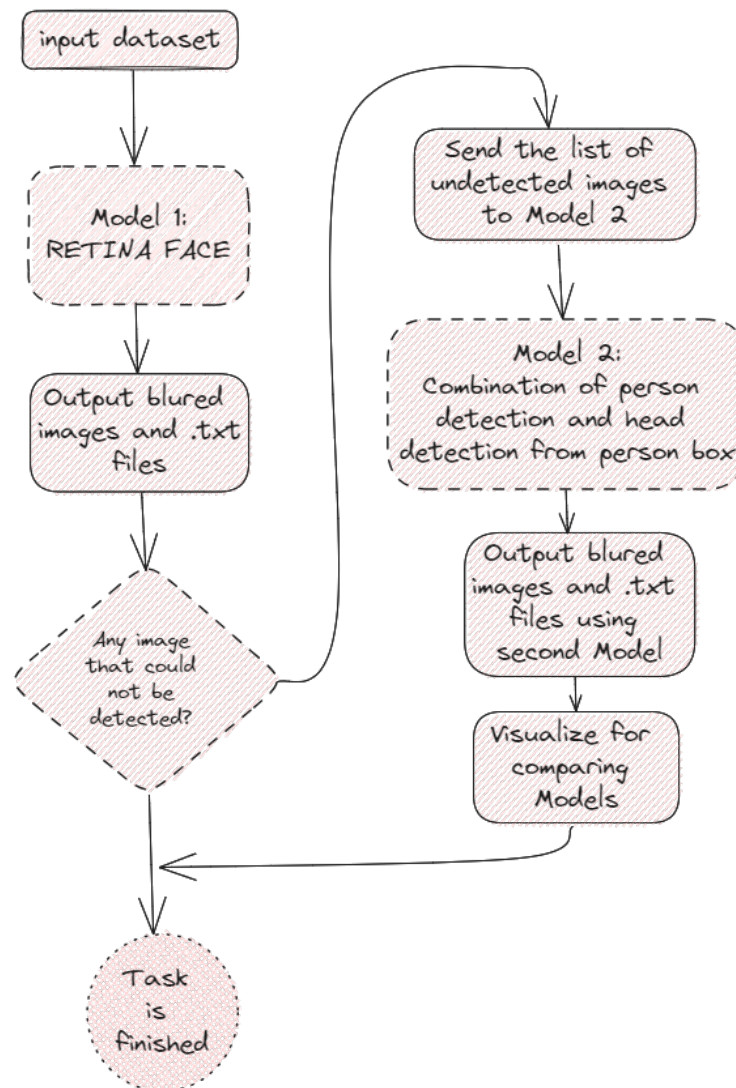 input dataset
Model 1:
RETINA FACE
Output blured
images and .txt
files
Any image
that could
not be
detected?
Send the list of
undetected images
to Model 2
Model 2:
Combination of person
detection and head
detection from person box
Output blured
images and .txt
files using
second Model
Visualize for
comparing
Models
Task
is
finished